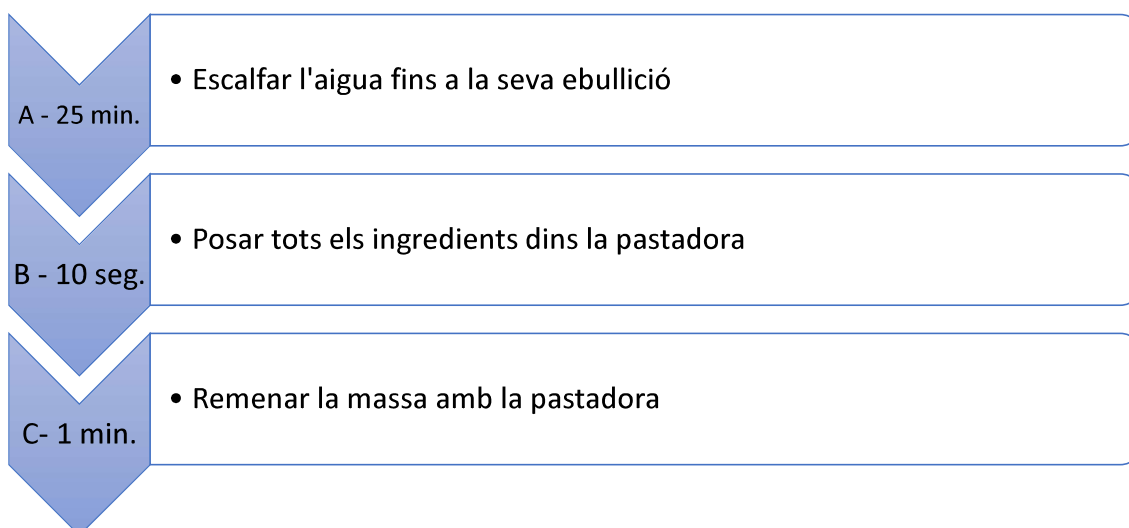 A - 25 min.
• Escalfar l'aigua fins a la seva ebullició
B - 10 seg.
• Posar tots els ingredients dins la pastadora
C- 1 min.
• Remenar la massa amb la pastadora